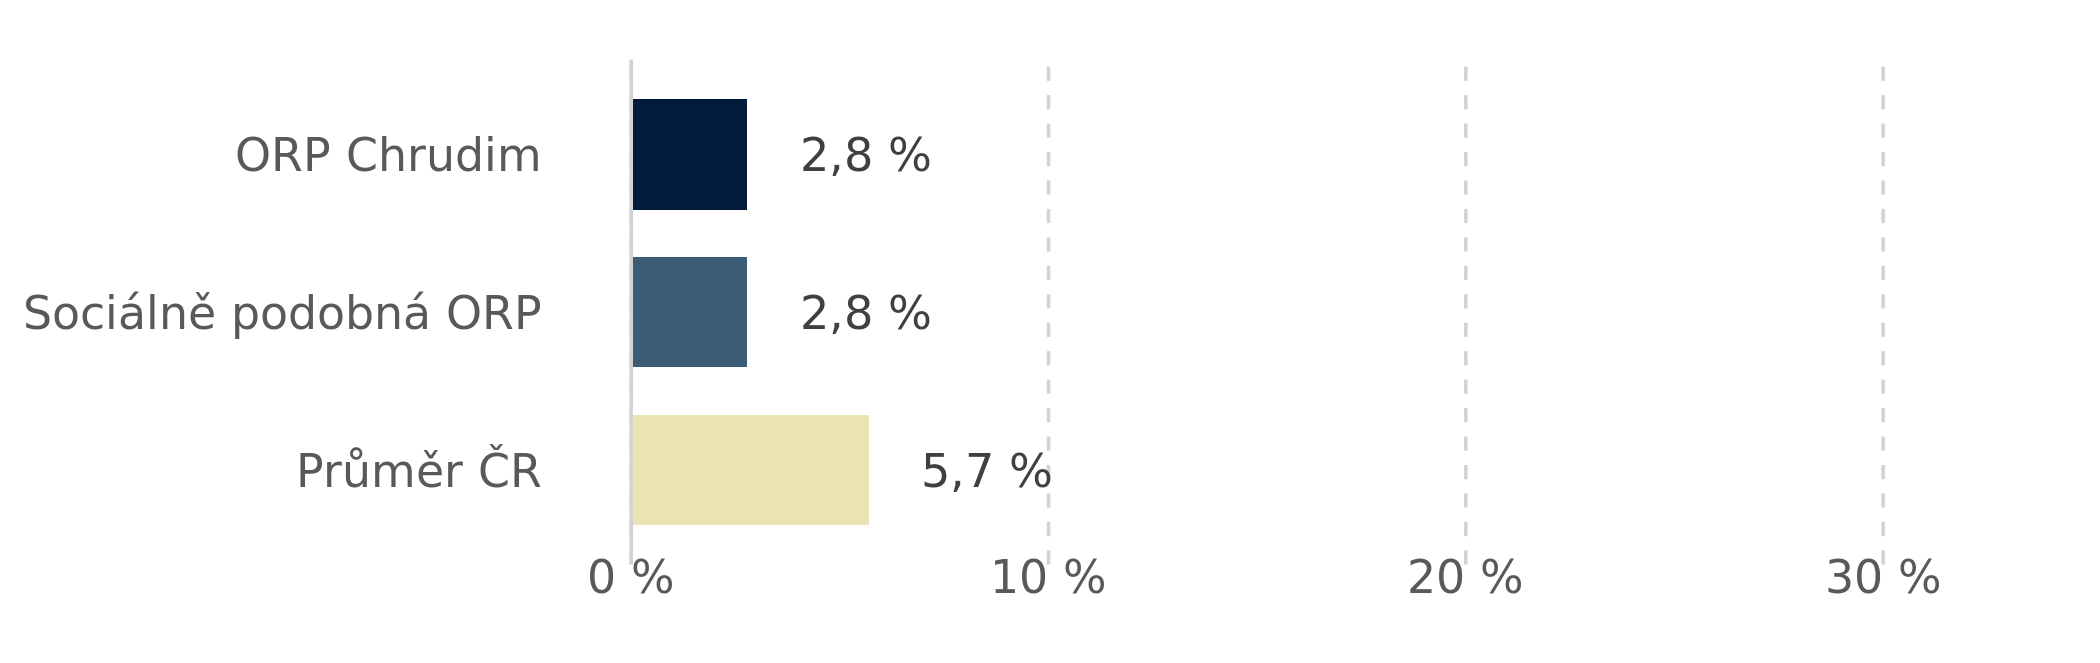 ORP Chrudim 2,8 %
Sociálně podobná ORP 2,8 %
Průměr ČR 5,7 %
0 % 10 % 20 % 30 %